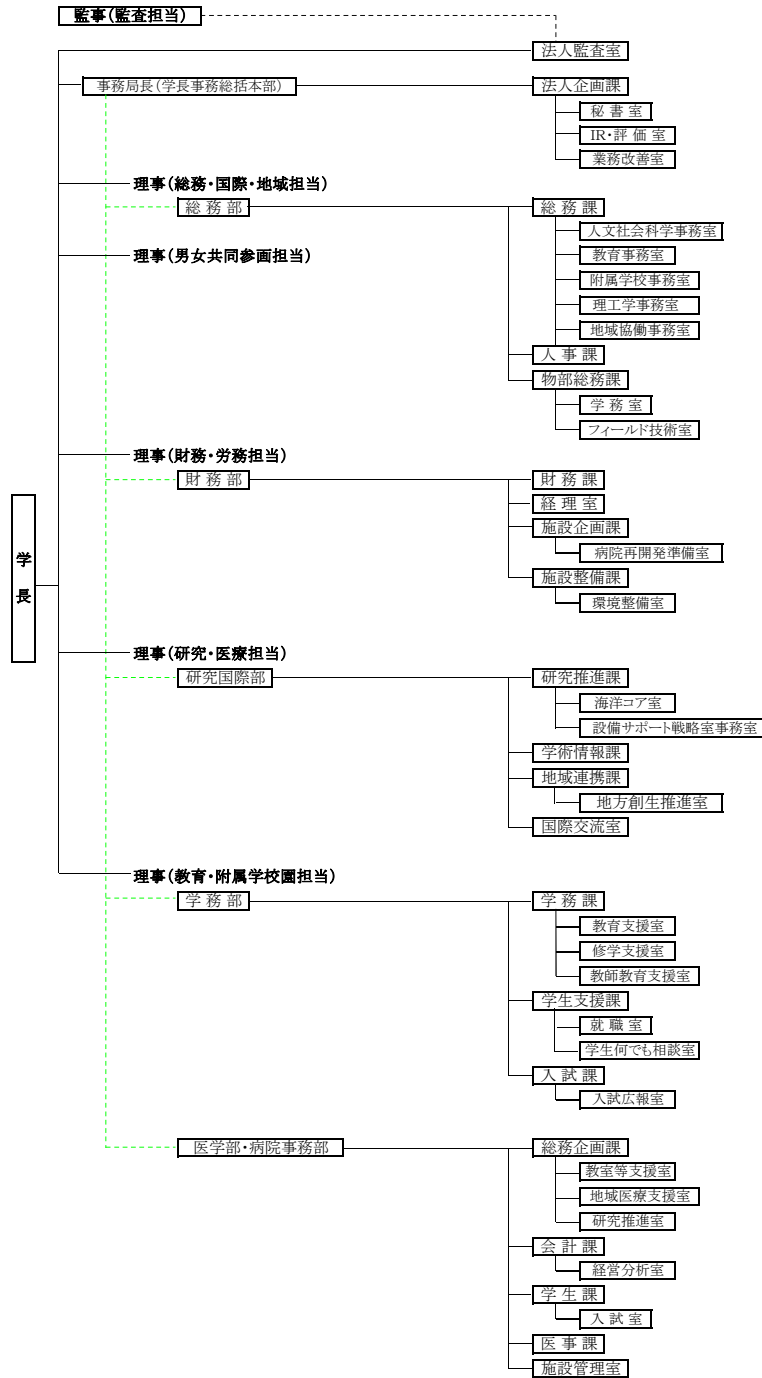 監事（監査担当）
法人監査室
事務局長（学長事務総括本部）
法人企画課
秘 書 室
IR・評 価 室
業務改善室
理事（総務・国際・地域担当）
総 務 部
総 務 課
人文社会科学事務室
教育事務室
附属学校事務室
理工学事務室
地域協働事務室
理事（男女共同参画担当）
人 事 課
物部総務課
学 務 室
フィールド技術室
理事（財務・労務担当）
財 務 部
財 務 課
経 理 室
施設企画課
病院再開発準備室
施設整備課
環境整備室
学長
理事（研究・医療担当）
研究国際部
研究推進課
海洋コア室
設備サポート戦略室事務室
学術情報課
地域連携課
地方創生推進室
国際交流室
理事（教育・附属学校園担当）
学 務 部
学 務 課
教育支援室
修学支援室
教師教育支援室
学生支援課
就 職 室
学生何でも相談室
入 試 課
入試広報室
医学部・病院事務部
総務企画課
教室等支援室
地域医療支援室
研究推進室
会 計 課
経営分析室
学 生 課
入 試 室
医 事 課
施設管理室